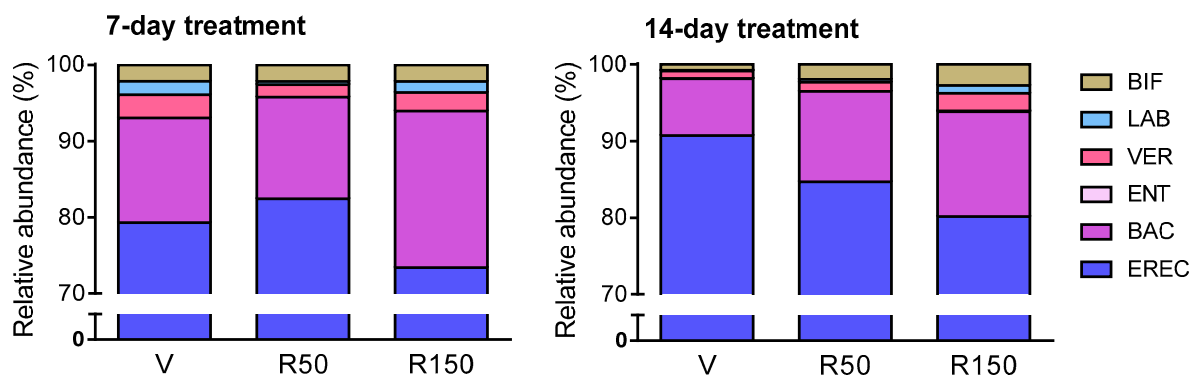 7-day treatment
Relative abundance (%)
100
90
80
70
0
V R50 R150
14-day treatment
Relative abundance (%)
100
90
80
70
0
V R50 R150
BIF
LAB
VER
ENT
BAC
EREC